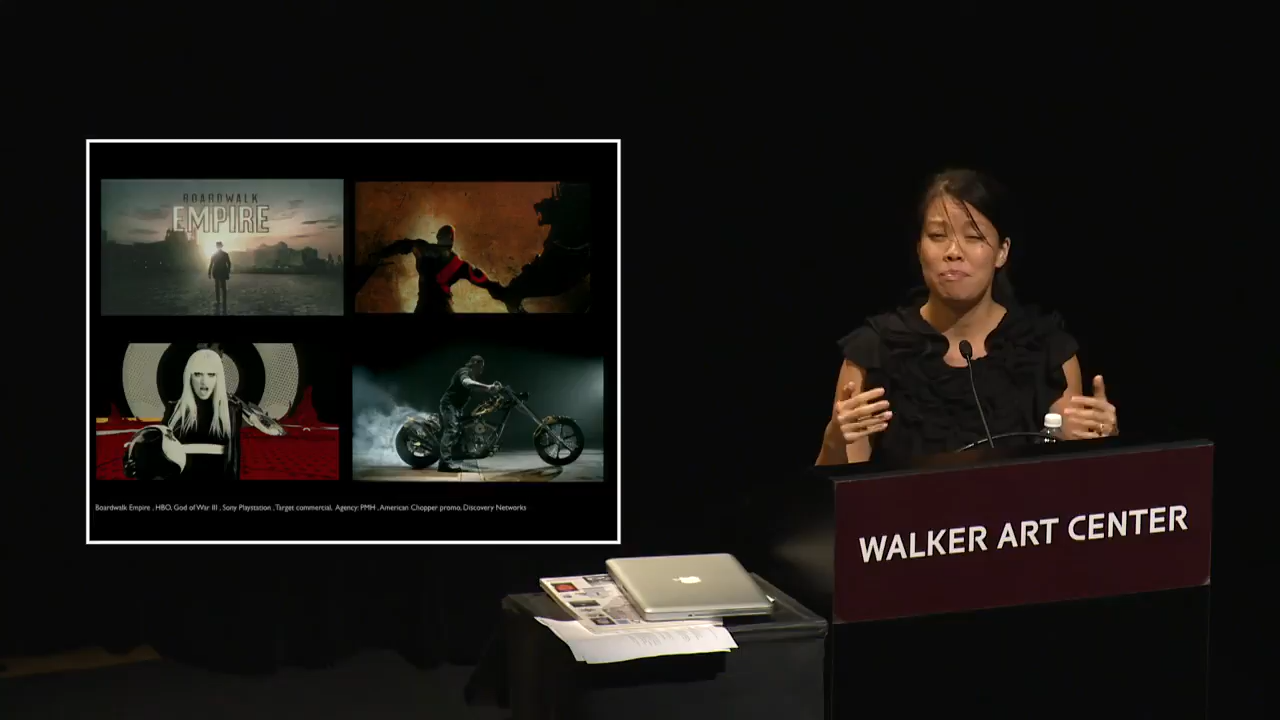 BOARDWALK
EMPIRE
Boardwalk Empire , HBO, God of War III , Sony Playstation , Target commercial, Agency: PMH , American Chopper promo, Discovery Networks
WALKER ART CENTER